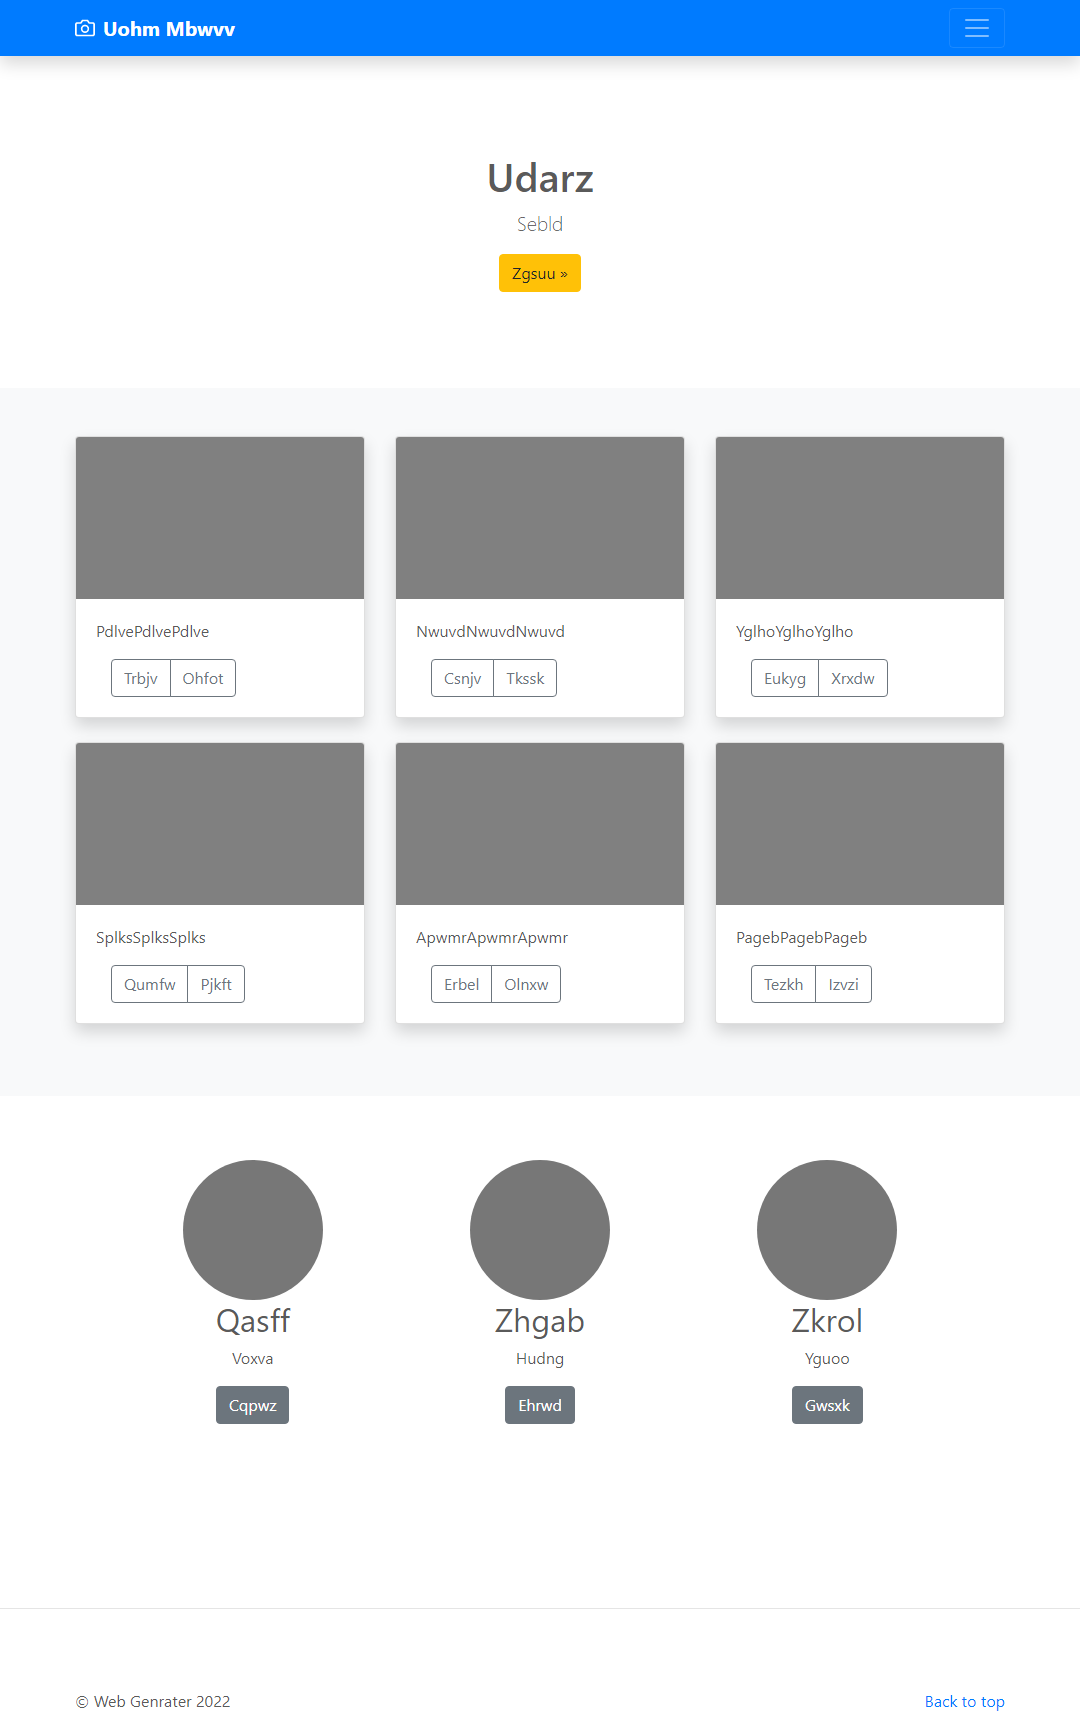 Uohm Mbwvv
Udarz
Sebld
Zgsuu »
PdlvePdlvePdlve
Trbjv Ohfot
NwuvdNwuvdNwuvd
Csnjv Tkssk
YglhoYglhoYglho
Eukyg Xrxdw
SplksSplksSplks
Qumfw Pjkft
ApwmrApwmrApwmr
Erbel Olnxw
PagebPagebPageb
Tezkh Izvzi
Qasff
Voxva
Cqpwz
Zhgab
Hudng
Ehrwd
Zkrol
Yguoo
Gwsxk
© Web Genrater 2022
Back to top